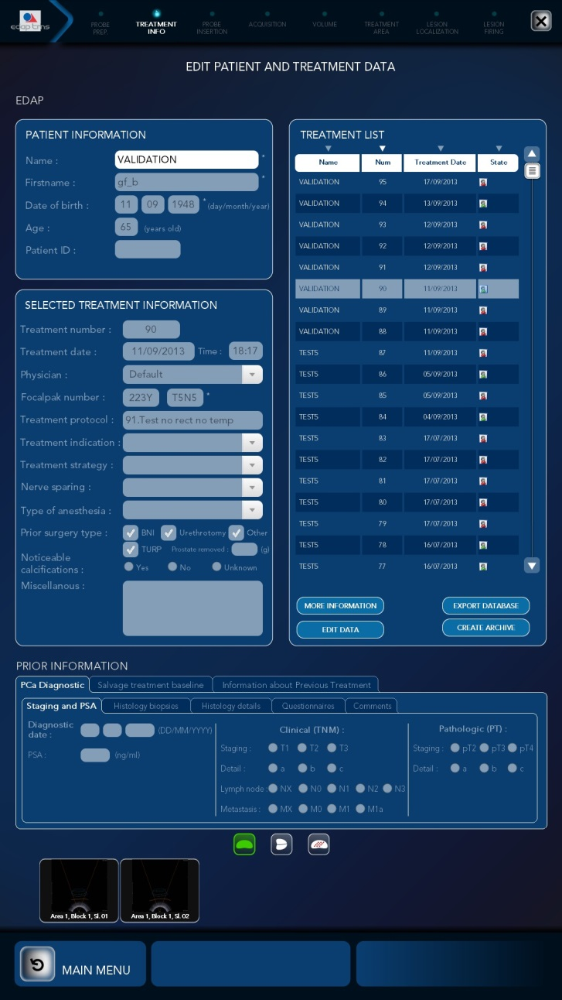 edap tms
PROBE PREP.
TREATMENT INFO
PROBE INSERTION
ACQUISITION
VOLUME
TREATMENT AREA
LESION LOCALIZATION
LESION FIRING
EDIT PATIENT AND TREATMENT DATA
EDAP
PATIENT INFORMATION
Name : VALIDATION *
Firstname : gf_b *
Date of birth : 11 09 1948 * (day/month/year)
Age : 65 (years old)
Patient ID :
SELECTED TREATMENT INFORMATION
Treatment number : 90
Treatment date : 11/09/2013 Time : 18:17
Physician : Default
Focalpak number : 223Y T5N5 *
Treatment protocol : 91.Test no rect no temp
Treatment indication :
Treatment strategy :
Nerve sparing :
Type of anesthesia :
Prior surgery type : BNI Urethrotomy Other
TURP Prostate removed : (g)
Noticeable calcifications : Yes No Unknown
Miscellaneous :
TREATMENT LIST
Name Num Treatment Date State
VALIDATION 95 17/09/2013
VALIDATION 94 13/09/2013
VALIDATION 93 12/09/2013
VALIDATION 92 12/09/2013
VALIDATION 91 12/09/2013
VALIDATION 90 11/09/2013
VALIDATION 89 11/09/2013
VALIDATION 88 11/09/2013
TEST5 87 11/09/2013
TEST5 86 05/09/2013
TEST5 85 05/09/2013
TEST5 84 04/09/2013
TEST5 83 17/07/2013
TEST5 82 17/07/2013
TEST5 81 17/07/2013
TEST5 80 17/07/2013
TEST5 79 17/07/2013
TEST5 78 16/07/2013
TEST5 77 16/07/2013
MORE INFORMATION EXPORT DATABASE
EDIT DATA CREATE ARCHIVE
PRIOR INFORMATION
PCa Diagnostic Salvage treatment baseline Information about Previous Treatment
Staging and PSA Histology biopsies Histology details Questionnaires Comments
Diagnostic date : (DD/MM/YYYY)
PSA : (ng/ml)
Clinical (TNM) :
Staging : T1 T2 T3
Detail : a b c
Lymph node : NX N0 N1 N2 N3
Metastasis : MX M0 M1 M1a
Pathologic (PT) :
Staging : pT2 pT3 pT4
Detail : a b c
Area 1, Block 1, Sl. 01
Area 1, Block 1, Sl. 02
MAIN MENU